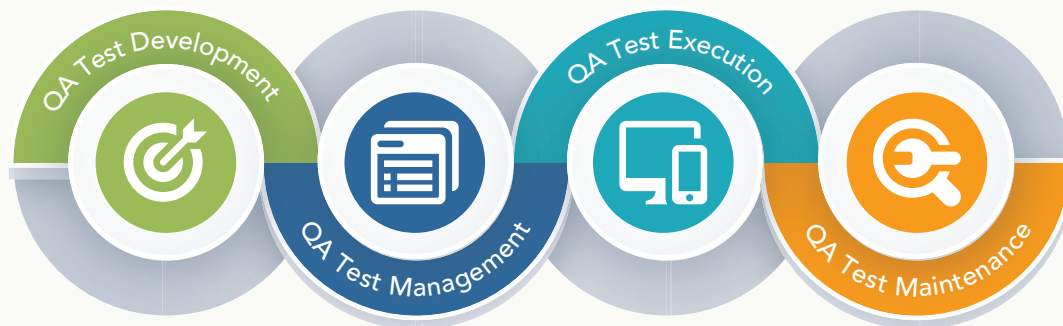 QA Test Development
QA Test Management
QA Test Execution
QA Test Maintenance